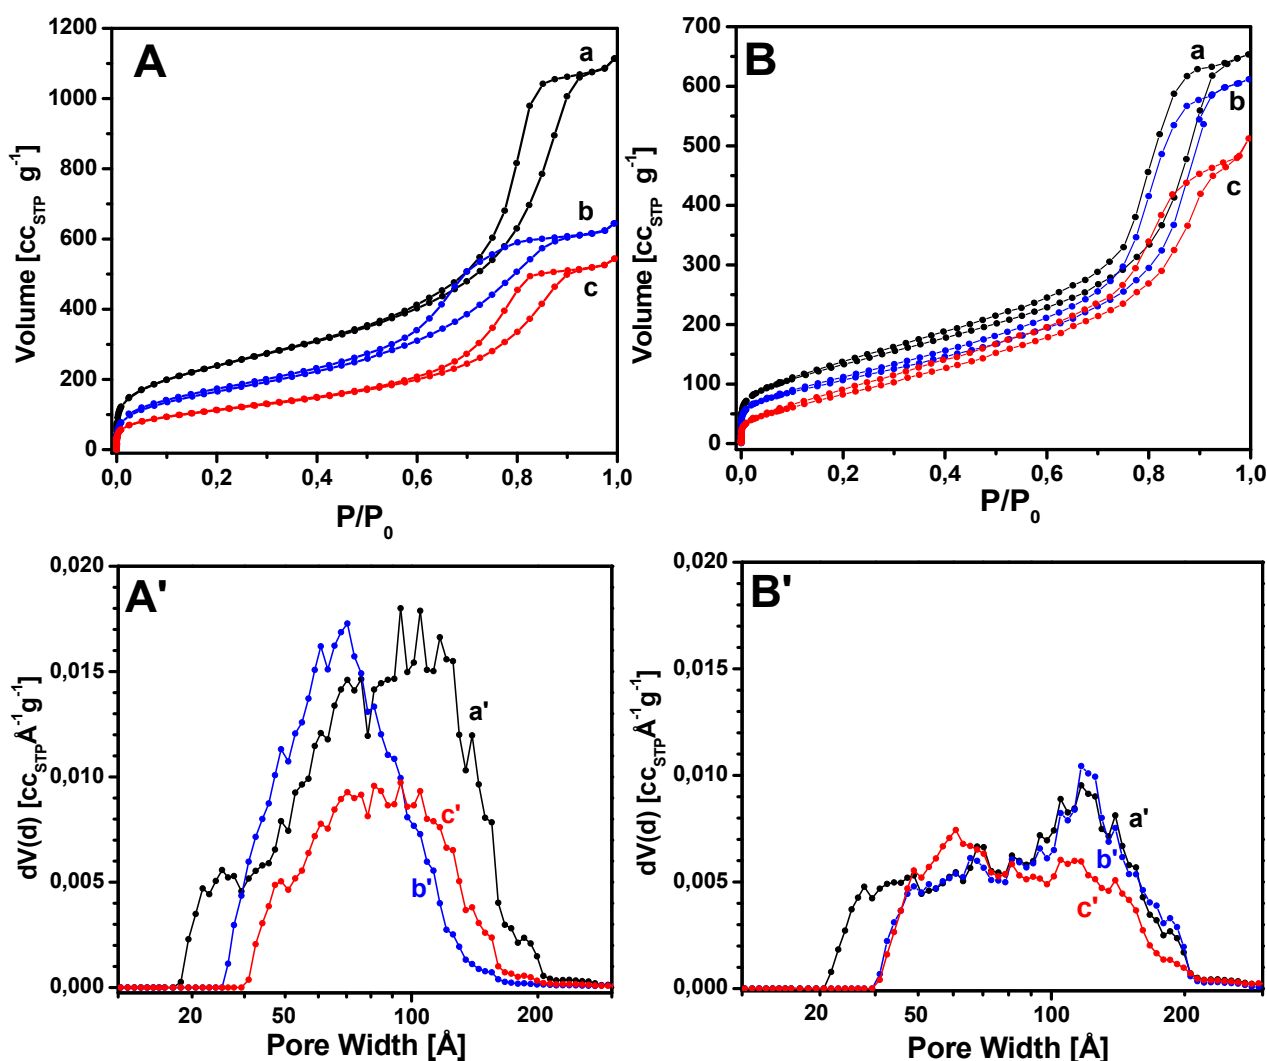 A
1200
1000
800
600
400
200
0
Volume [cc_STP g^-1]
a
b
c
0,0 0,2 0,4 0,6 0,8 1,0
P/P_0
B
700
600
500
400
300
200
100
0
Volume [cc_STP g^-1]
a
b
c
0,0 0,2 0,4 0,6 0,8 1,0
P/P_0
A'
0,020
0,015
0,010
0,005
0,000
dV(d) [cc_STP Å^-1 g^-1]
a'
c'
b'
20 50 100 200
Pore Width [Å]
B'
0,020
0,015
0,010
0,005
0,000
dV(d) [cc_STP Å^-1 g^-1]
a'
b'
c'
20 50 100 200
Pore Width [Å]